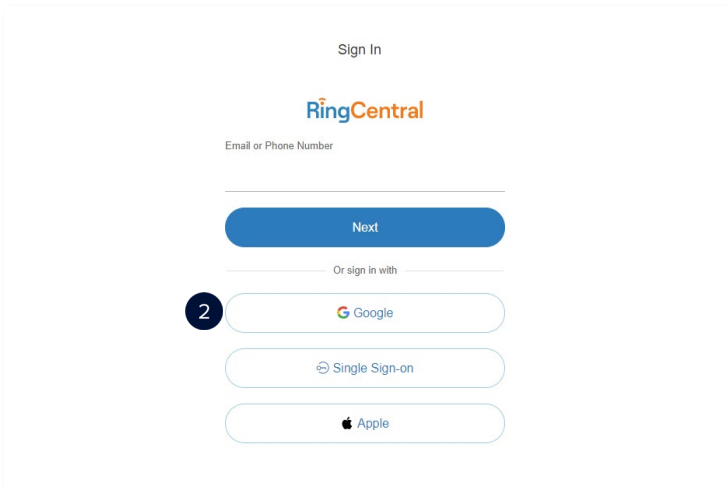 Sign In
RingCentral
Email or Phone Number
Next
Or sign in with
2
Google
Single Sign-on
Apple